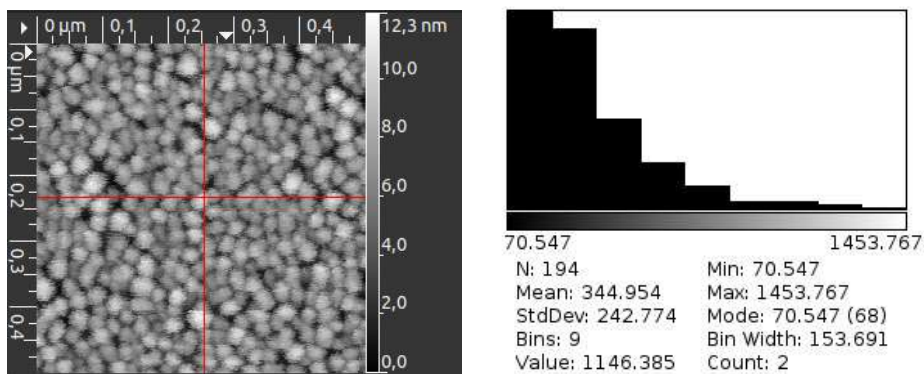 0 µm 0,1 0,2 0,3 0,4
12,3 nm
10,0
8,0
6,0
4,0
2,0
0,0
0 µm
0,1
0,2
0,3
0,4
70.547 1453.767
N: 194 Min: 70.547
Mean: 344.954 Max: 1453.767
StdDev: 242.774 Mode: 70.547 (68)
Bins: 9 Bin Width: 153.691
Value: 1146.385 Count: 2